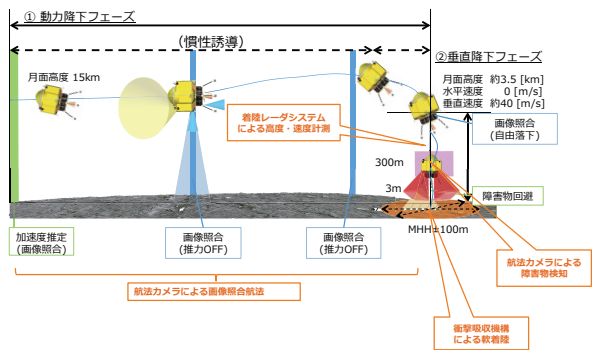 ① 動力降下フェーズ
(慣性誘導)
②垂直降下フェーズ
月面高度 15km
月面高度 約3.5 [km]
水平速度 0 [m/s]
垂直速度 約40 [m/s]
着陸レーダシステム
による高度・速度計測
画像照合
(自由落下)
300m
3m
障害物回避
MHH±100m
加速度推定
(画像照合)
画像照合
(推力OFF)
画像照合
(推力OFF)
航法カメラによる
障害物検知
航法カメラによる画像照合航法
衝撃吸収機構
による軟着陸